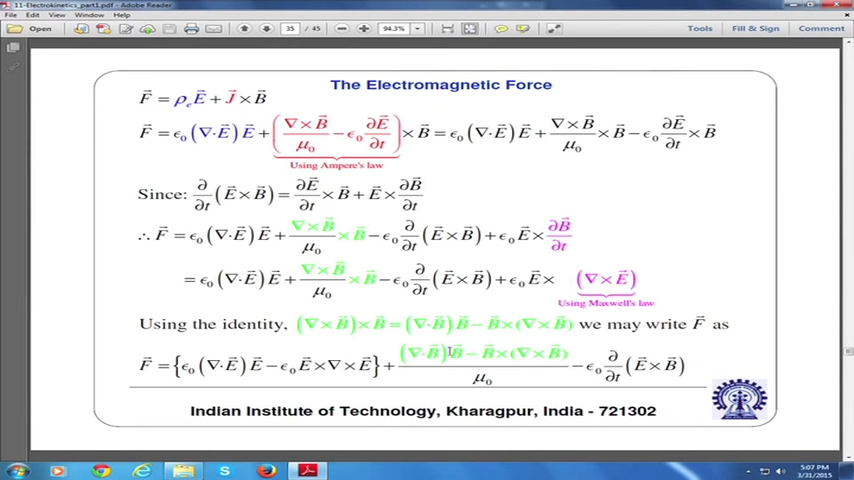 11-Electrokinetics_part1.pdf - Adobe Reader
File Edit View Window Help
Open 35 / 45 94.3% Tools Fill & Sign Comment
The Electromagnetic Force
F⃗ = ρₑE⃗ + J⃗ × B⃗
F⃗ = ϵ₀(∇·E⃗)E⃗ + (∇×B⃗/μ₀ − ϵ₀ ∂E⃗/∂t) × B⃗ = ϵ₀(∇·E⃗)E⃗ + ∇×B⃗/μ₀ × B⃗ − ϵ₀ ∂E⃗/∂t × B⃗
Using Ampere's law
Since: ∂/∂t (E⃗ × B⃗) = ∂E⃗/∂t × B⃗ + E⃗ × ∂B⃗/∂t
∴ F⃗ = ϵ₀(∇·E⃗)E⃗ + ∇×B⃗/μ₀ × B⃗ − ϵ₀ ∂/∂t (E⃗ × B⃗) + ϵ₀E⃗ × ∂B⃗/∂t
= ϵ₀(∇·E⃗)E⃗ + ∇×B⃗/μ₀ × B⃗ − ϵ₀ ∂/∂t (E⃗ × B⃗) + ϵ₀E⃗ × (∇×E⃗)
Using Maxwell's law
Using the identity, (∇×B⃗)×B⃗ = (∇·B⃗)B⃗ − B⃗×(∇×B⃗) we may write F⃗ as
F⃗ = {ϵ₀(∇·E⃗)E⃗ − ϵ₀E⃗×∇×E⃗} + (∇·B⃗)B⃗ − B⃗×(∇×B⃗)/μ₀ − ϵ₀ ∂/∂t (E⃗×B⃗)
Indian Institute of Technology, Kharagpur, India - 721302
5:07 PM
3/31/2015